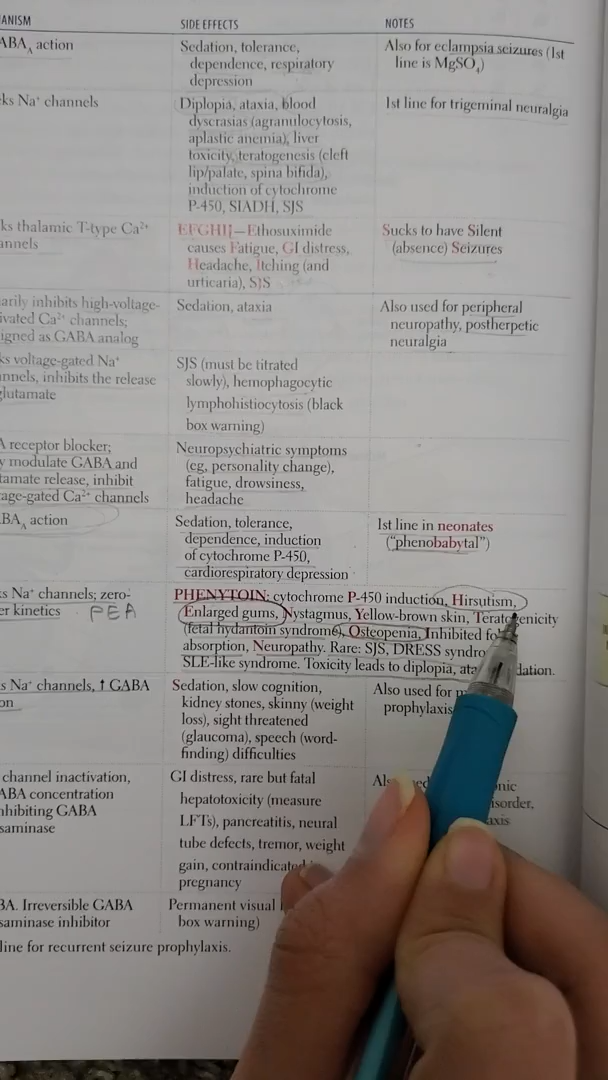 ANISM SIDE EFFECTS NOTES
ABA_A action
Sedation, tolerance,
dependence, respiratory
depression
Also for eclampsia seizures (1st
line is MgSO₄)
ks Na⁺ channels
Diplopia, ataxia, blood
dyscrasias (agranulocytosis,
aplastic anemia), liver
toxicity, teratogenesis (cleft
lip/palate, spina bifida),
induction of cytochrome
P-450, SIADH, SJS
1st line for trigeminal neuralgia
ks thalamic T-type Ca²⁺
annels
EFGHIJ—Ethosuximide
causes Fatigue, GI distress,
Headache, Itching (and
urticaria), SJS
Sucks to have Silent
(absence) Seizures
arily inhibits high-voltage-
ivated Ca²⁺ channels;
igned as GABA analog
Sedation, ataxia
Also used for peripheral
neuropathy, postherpetic
neuralgia
ks voltage-gated Na⁺
nnels, inhibits the release
glutamate
SJS (must be titrated
slowly), hemophagocytic
lymphohistiocytosis (black
box warning)
A receptor blocker;
y modulate GABA and
tamate release, inhibit
age-gated Ca²⁺ channels
Neuropsychiatric symptoms
(eg, personality change),
fatigue, drowsiness,
headache
BA_A action
Sedation, tolerance,
dependence, induction
of cytochrome P-450,
cardiorespiratory depression
1st line in neonates
("phenobabytal")
s Na⁺ channels; zero-
er kinetics PEA
PHENYTOIN: cytochrome P-450 induction, Hirsutism,
Enlarged gums, Nystagmus, Yellow-brown skin, Teratogenicity
(fetal hydantoin syndrome), Osteopenia, Inhibited fo
absorption, Neuropathy. Rare: SJS, DRESS syndro
SLE-like syndrome. Toxicity leads to diplopia, ata dation.
s Na⁺ channels, ↑ GABA
on
Sedation, slow cognition,
kidney stones, skinny (weight
loss), sight threatened
(glaucoma), speech (word-
finding) difficulties
Also used for
prophylaxis
channel inactivation,
ABA concentration
nhibiting GABA
saminase
GI distress, rare but fatal
hepatotoxicity (measure
LFTs), pancreatitis, neural
tube defects, tremor, weight
gain, contraindicated
pregnancy
onic
isorder,
axis
BA. Irreversible GABA
saminase inhibitor
Permanent visual
box warning)
line for recurrent seizure prophylaxis.